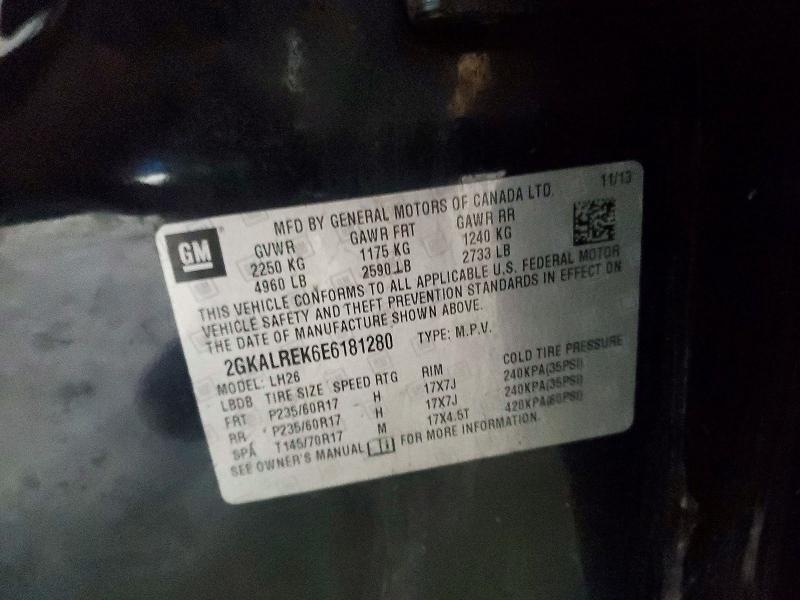 11/13
MFD BY GENERAL MOTORS OF CANADA LTD.
GM
GVWR GAWR FRT GAWR RR
2250 KG 1175 KG 1240 KG
4960 LB 2590 LB 2733 LB
THIS VEHICLE CONFORMS TO ALL APPLICABLE U.S. FEDERAL MOTOR
VEHICLE SAFETY AND THEFT PREVENTION STANDARDS IN EFFECT ON
THE DATE OF MANUFACTURE SHOWN ABOVE.
2GKALREK6E6181280 TYPE: M.P.V.
MODEL: LH26
LBDB TIRE SIZE SPEED RTG RIM COLD TIRE PRESSURE
FRT P235/60R17 H 17X7J 240KPA(35PSI)
RR P235/60R17 H 17X7J 240KPA(35PSI)
SPA T145/70R17 M 17X4.5T 420KPA(60PSI)
SEE OWNER'S MANUAL FOR MORE INFORMATION.